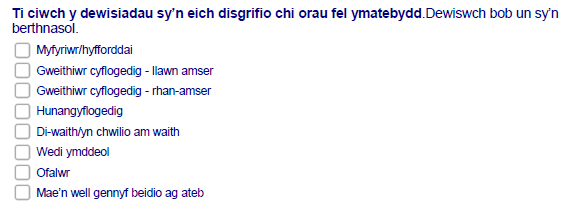 Ti ciwch y dewisiadau sy'n eich disgrifio chi orau fel ymatebydd.Dewiswch bob un sy'n
berthnasol.
Myfyriwr/hyfforddai
Gweithiwr cyflogedig - llawn amser
Gweithiwr cyflogedig - rhan-amser
Hunangyflogedig
Di-waith/yn chwilio am waith
Wedi ymddeol
Ofalwr
Mae'n well gennyf beidio ag ateb